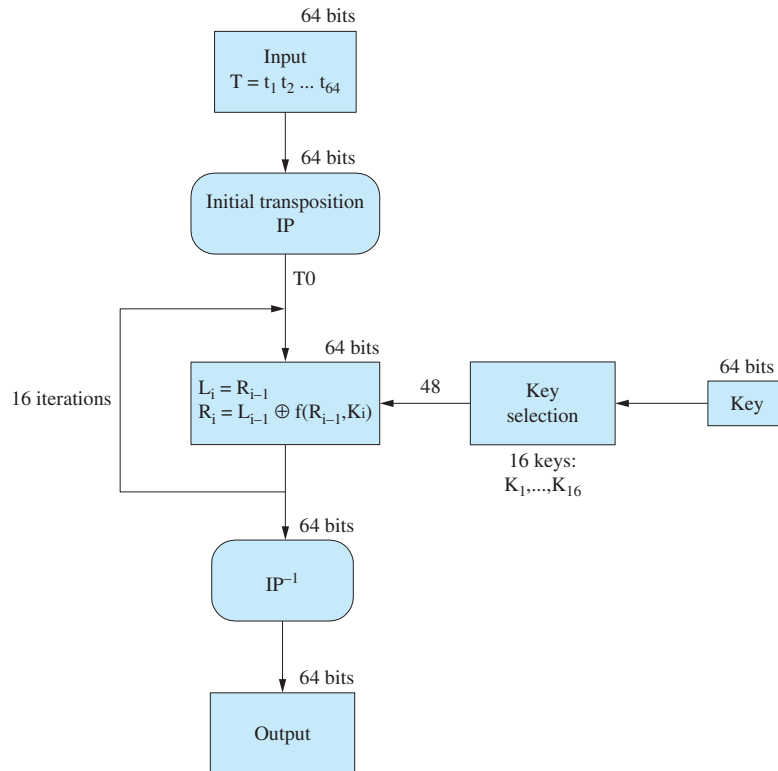 64 bits
Input
T = t₁ t₂ ... t₆₄
64 bits
Initial transposition
IP
T0
64 bits
16 iterations
Lᵢ = Rᵢ₋₁
Rᵢ = Lᵢ₋₁ ⊕ f(Rᵢ₋₁,Kᵢ)
48
Key
selection
64 bits
Key
16 keys:
K₁,...,K₁₆
64 bits
IP⁻¹
64 bits
Output